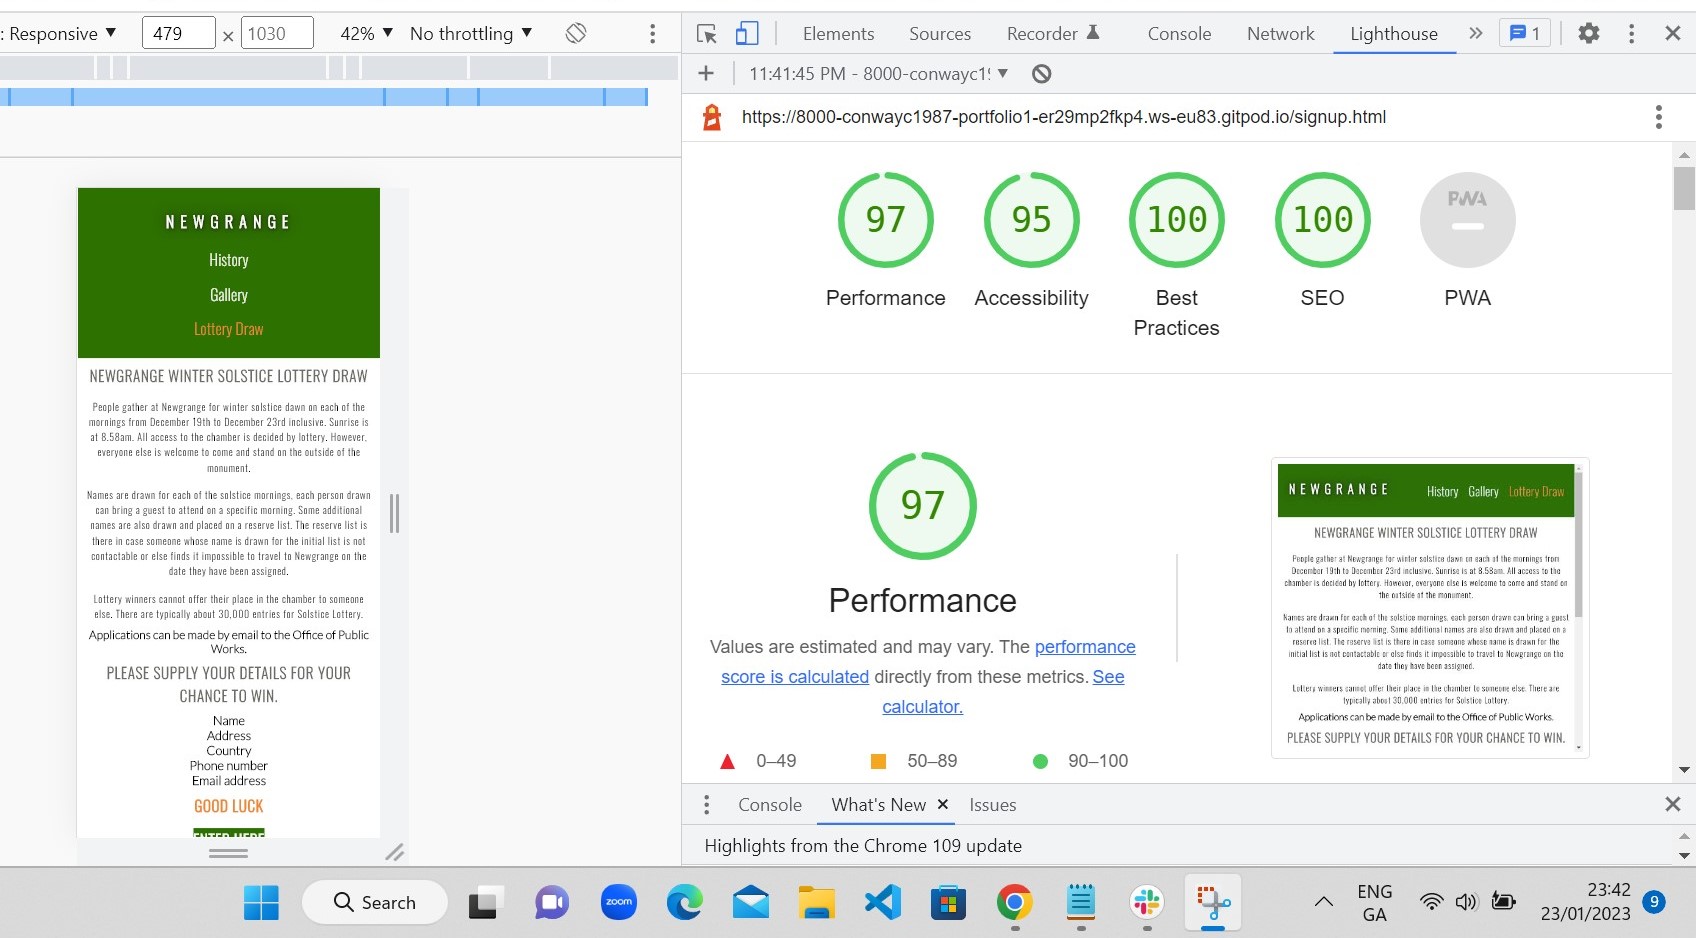 : Responsive ▼ 479 × 1030 42% ▼ No throttling ▼
Elements Sources Recorder Console Network Lighthouse » 1
11:41:45 PM - 8000-conwayc19 ▼
https://8000-conwayc1987-portfolio1-er29mp2fkp4.ws-eu83.gitpod.io/signup.html
NEWGRANGE
History
Gallery
Lottery Draw
NEWGRANGE WINTER SOLSTICE LOTTERY DRAW
People gather at Newgrange for winter solstice dawn on each of the
mornings from December 19th to December 23rd inclusive. Sunrise is
at 8.58am. All access to the chamber is decided by lottery. However,
everyone else is welcome to come and stand on the outside of the
monument.
Names are drawn for each of the solstice mornings, each person drawn
can bring a guest to attend on a specific morning. Some additional
names are also drawn and placed on a reserve list. The reserve list is
there in case someone whose name is drawn for the initial list is not
contactable or else finds it impossible to travel to Newgrange on the
date they have been assigned.
Lottery winners cannot offer their place in the chamber to someone
else. There are typically about 30,000 entries for Solstice Lottery.
Applications can be made by email to the Office of Public
Works.
PLEASE SUPPLY YOUR DETAILS FOR YOUR
CHANCE TO WIN.
Name
Address
Country
Phone number
Email address
GOOD LUCK
ENTER HERE
97 95 100 100 PWA
Performance Accessibility Best Practices SEO PWA
97
Performance
Values are estimated and may vary. The performance
score is calculated directly from these metrics. See
calculator.
0–49 50–89 90–100
NEWGRANGE History Gallery Lottery Draw
NEWGRANGE WINTER SOLSTICE LOTTERY DRAW
People gather at Newgrange for winter solstice dawn on each of the mornings from
December 19th to December 23rd inclusive. Sunrise is at 8.58am. All access to the
chamber is decided by lottery. However, everyone else is welcome to come and stand on
the outside of the monument.
Names are drawn for each of the solstice mornings, each person drawn can bring a guest
to attend on a specific morning. Some additional names are also drawn and placed on a
reserve list. The reserve list is there in case someone whose name is drawn for the
initial list is not contactable or else finds it impossible to travel to Newgrange on the
date they have been assigned.
Lottery winners cannot offer their place in the chamber to someone else. There are
typically about 30,000 entries for Solstice Lottery.
Applications can be made by email to the Office of Public Works.
PLEASE SUPPLY YOUR DETAILS FOR YOUR CHANCE TO WIN.
Console What's New × Issues
Highlights from the Chrome 109 update
Search zoom ENG 23:42 9
GA 23/01/2023